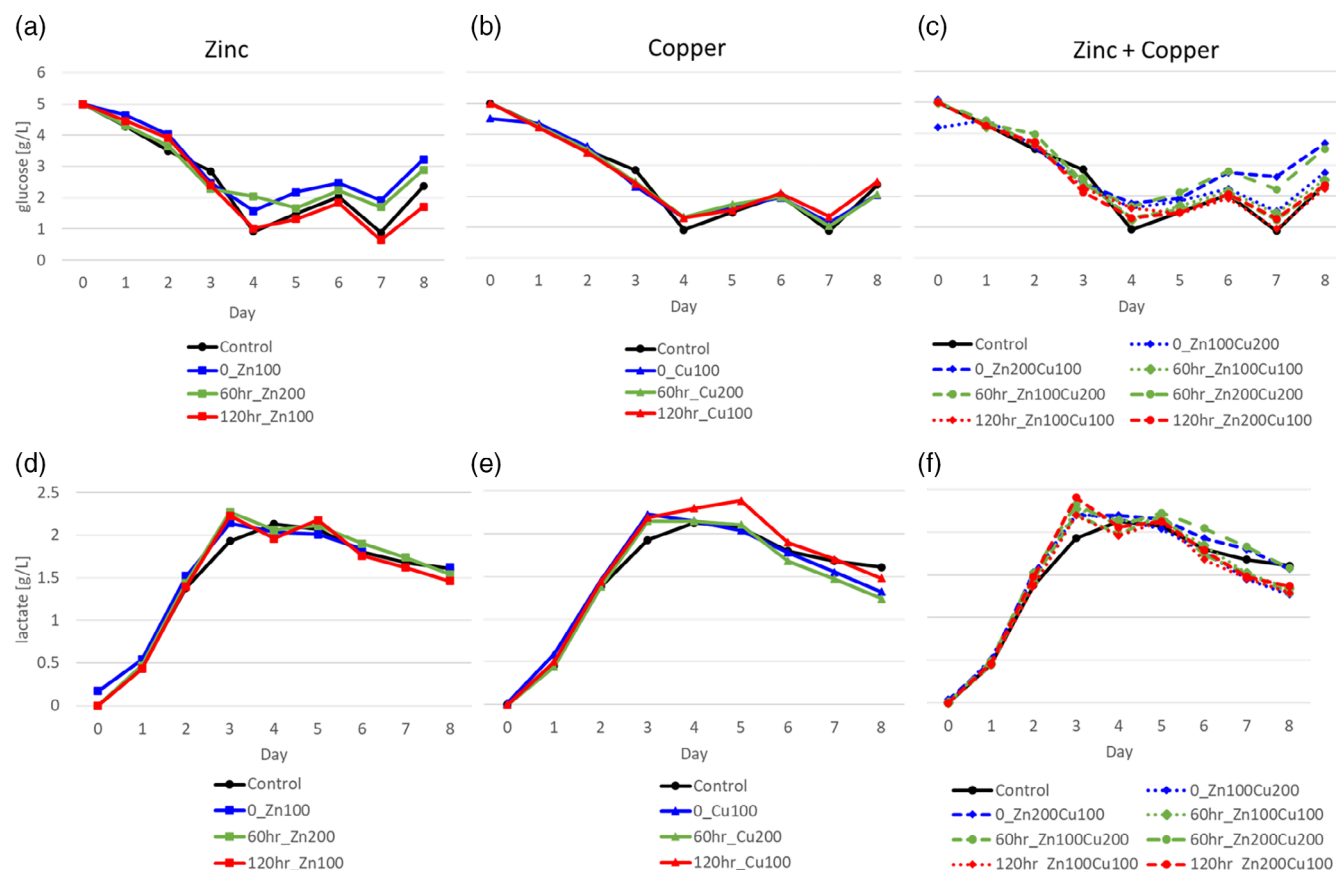 (a) (b) (c)
Zinc Copper Zinc + Copper
6
5
4
3
2
1
0
glucose [g/L]
0 1 2 3 4 5 6 7 8 0 1 2 3 4 5 6 7 8 0 1 2 3 4 5 6 7 8
Day Day Day
Control
0_Zn100
60hr_Zn200
120hr_Zn100
Control
0_Cu100
60hr_Cu200
120hr_Cu100
Control 0_Zn100Cu200
0_Zn200Cu100 60hr_Zn100Cu100
60hr_Zn100Cu200 60hr_Zn200Cu200
120hr_Zn100Cu100 120hr_Zn200Cu100
(d) (e) (f)
2.5
2
1.5
1
0.5
0
lactate [g/L]
0 1 2 3 4 5 6 7 8 0 1 2 3 4 5 6 7 8 0 1 2 3 4 5 6 7 8
Day Day Day
Control
0_Zn100
60hr_Zn200
120hr_Zn100
Control
0_Cu100
60hr_Cu200
120hr_Cu100
Control 0_Zn100Cu200
0_Zn200Cu100 60hr_Zn100Cu100
60hr_Zn100Cu200 60hr_Zn200Cu200
120hr_Zn100Cu100 120hr_Zn200Cu100